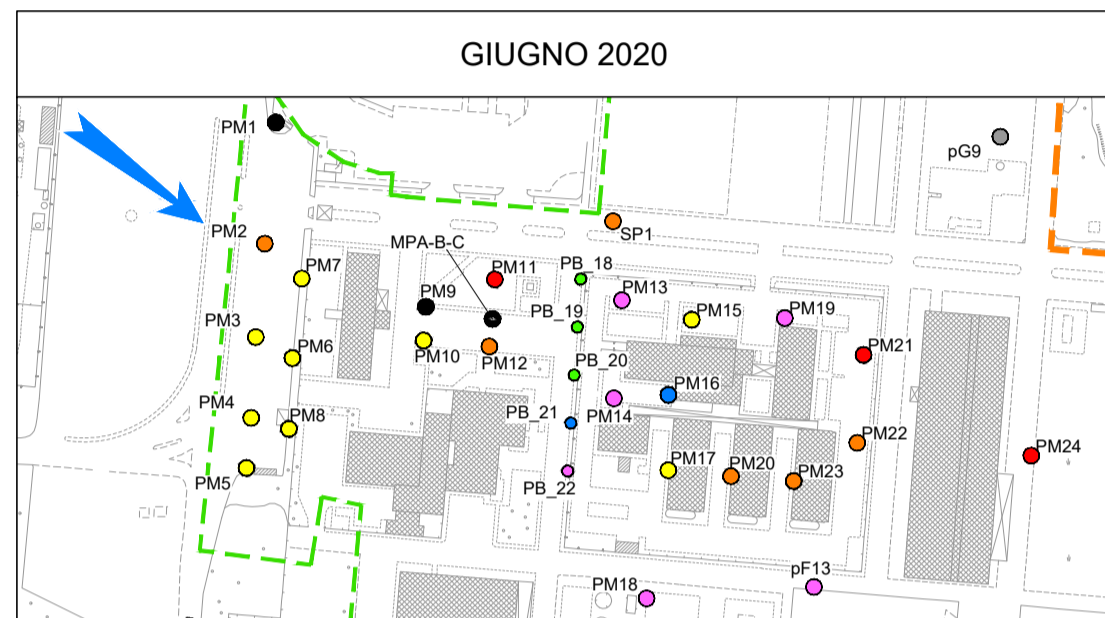 GIUGNO 2020
PM1
pG9
PM2
SP1
MPA-B-C
PM7
PM11
PB_18
PM9
PM13
PM3
PB_19
PM15
PM19
PM6
PM10
PM12
PM21
PB_20
PM16
PM4
PM8
PB_21
PM14
PM22
PM5
PB_22
PM17
PM20
PM23
PM24
PM18
pF13